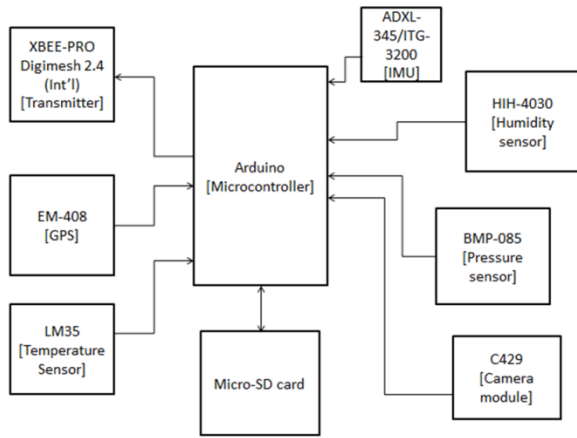 XBEE-PRO
Digimesh 2.4
(Int'l)
[Transmitter]
ADXL-
345/ITG-
3200
[IMU]
HIH-4030
[Humidity
sensor]
Arduino
[Microcontroller]
EM-408
[GPS]
BMP-085
[Pressure
sensor]
LM35
[Temperature
Sensor]
Micro-SD card
C429
[Camera
module]